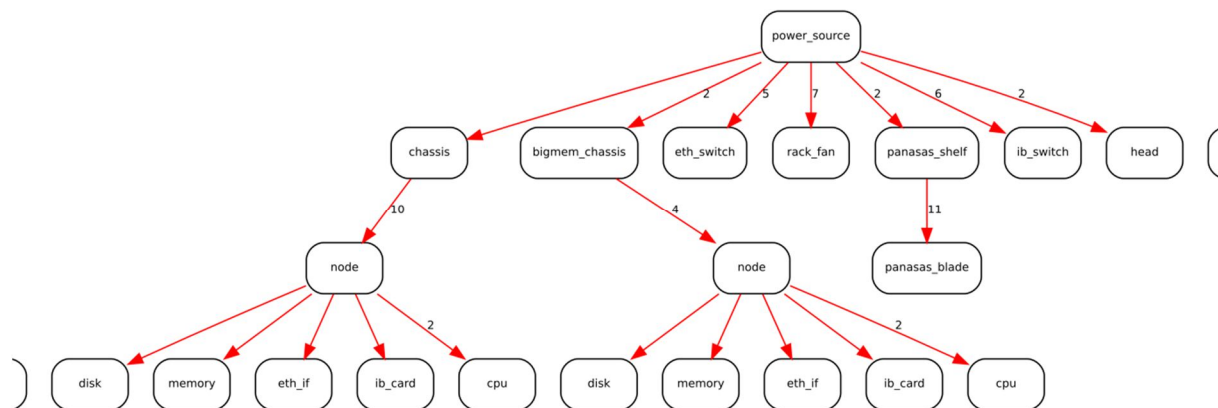 power_source
2
5
7
2
6
2
chassis
bigmem_chassis
eth_switch
rack_fan
panasas_shelf
ib_switch
head
10
4
11
node
node
panasas_blade
2
2
disk
memory
eth_if
ib_card
cpu
disk
memory
eth_if
ib_card
cpu